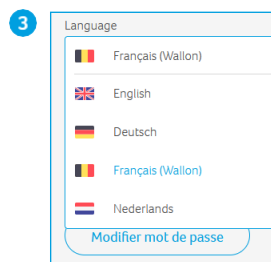 3
Language
Français (Wallon)
English
Deutsch
Français (Wallon)
Nederlands
Modifier mot de passe